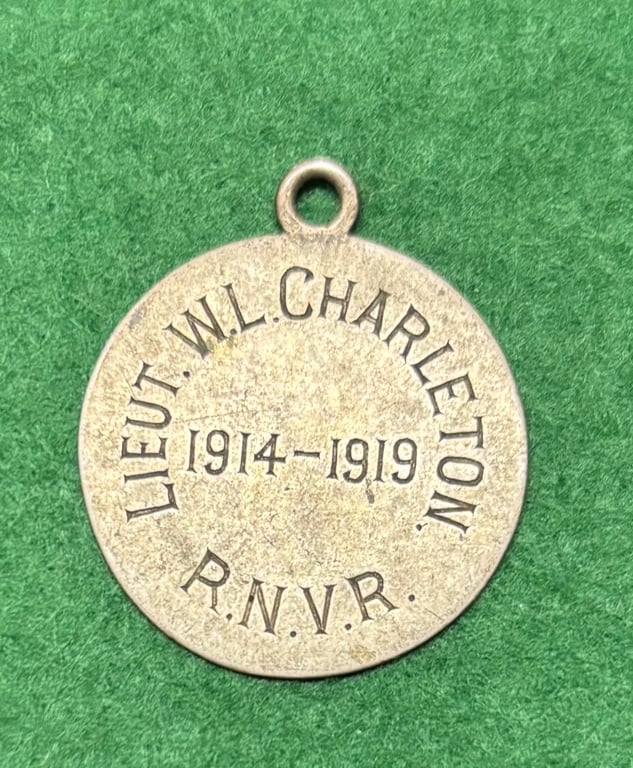 LIEUT. W.L. CHARLETON.
1914-1919
R.N.V.R.